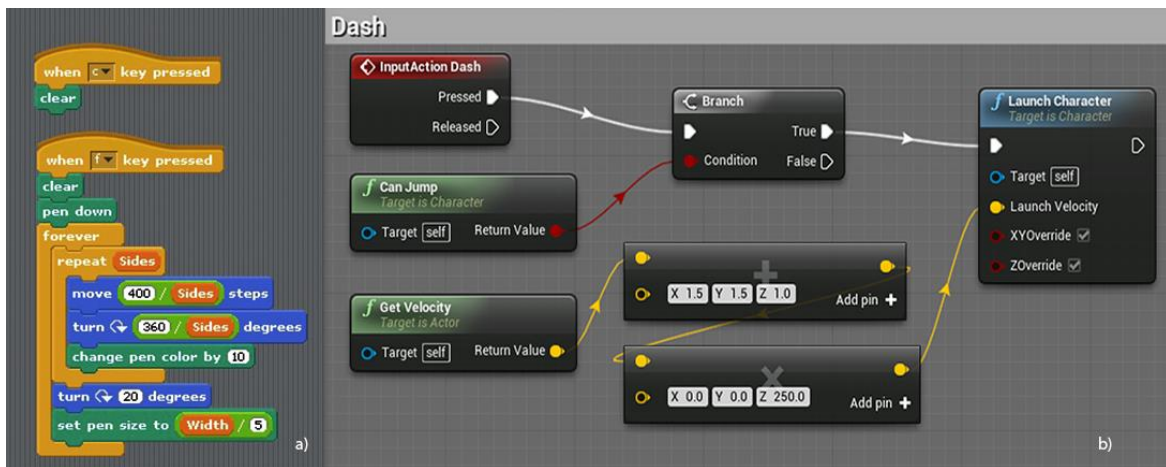 when c key pressed
clear
when f key pressed
clear
pen down
forever
repeat Sides
move 400 / Sides steps
turn 360 / Sides degrees
change pen color by 10
turn 20 degrees
set pen size to Width / 5
a)
Dash
InputAction Dash
Pressed
Released
Can Jump
Target is Character
Target self Return Value
Get Velocity
Target is Actor
Target self Return Value
Branch
True
Condition False
+
X 1.5 Y 1.5 Z 1.0 Add pin +
×
X 0.0 Y 0.0 Z 250.0 Add pin +
Launch Character
Target is Character
Target self
Launch Velocity
XYOverride
ZOverride
b)